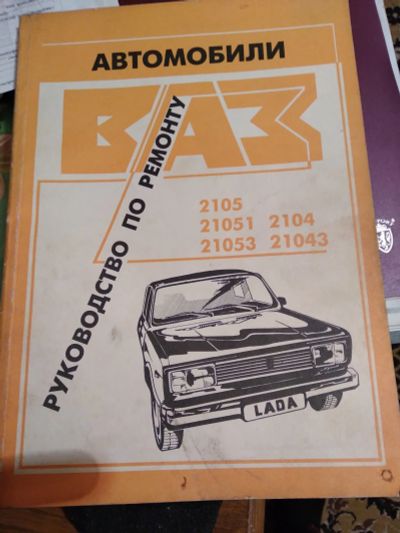 АВТОМОБИЛИ
ВАЗ
РУКОВОДСТВО ПО РЕМОНТУ
2105
21051 2104
21053 21043
LADA